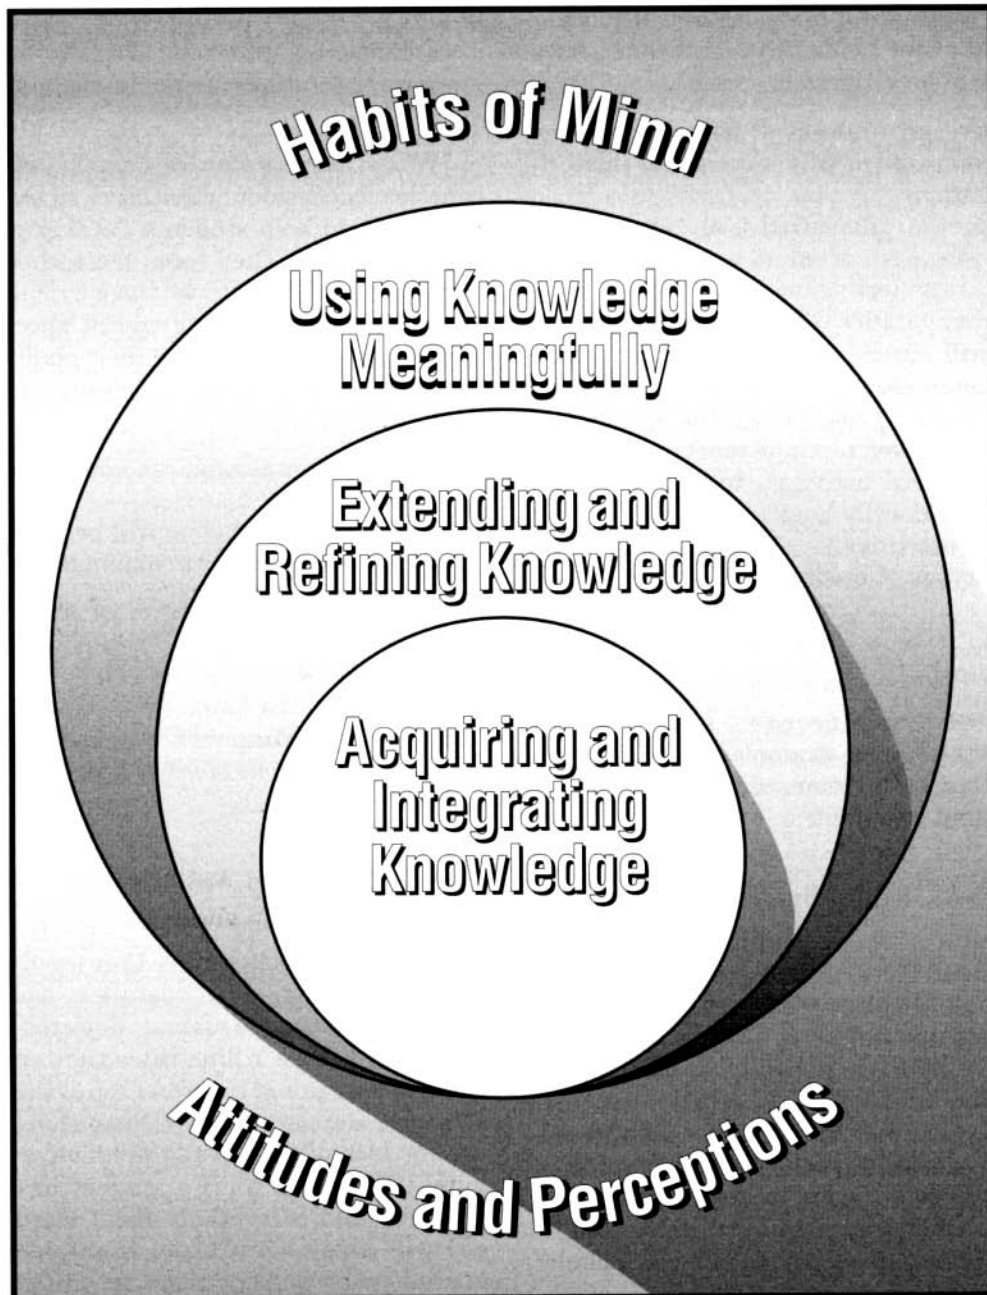 Habits of Mind
Using Knowledge
Meaningfully
Extending and
Refining Knowledge
Acquiring and
Integrating
Knowledge
Attitudes and Perceptions